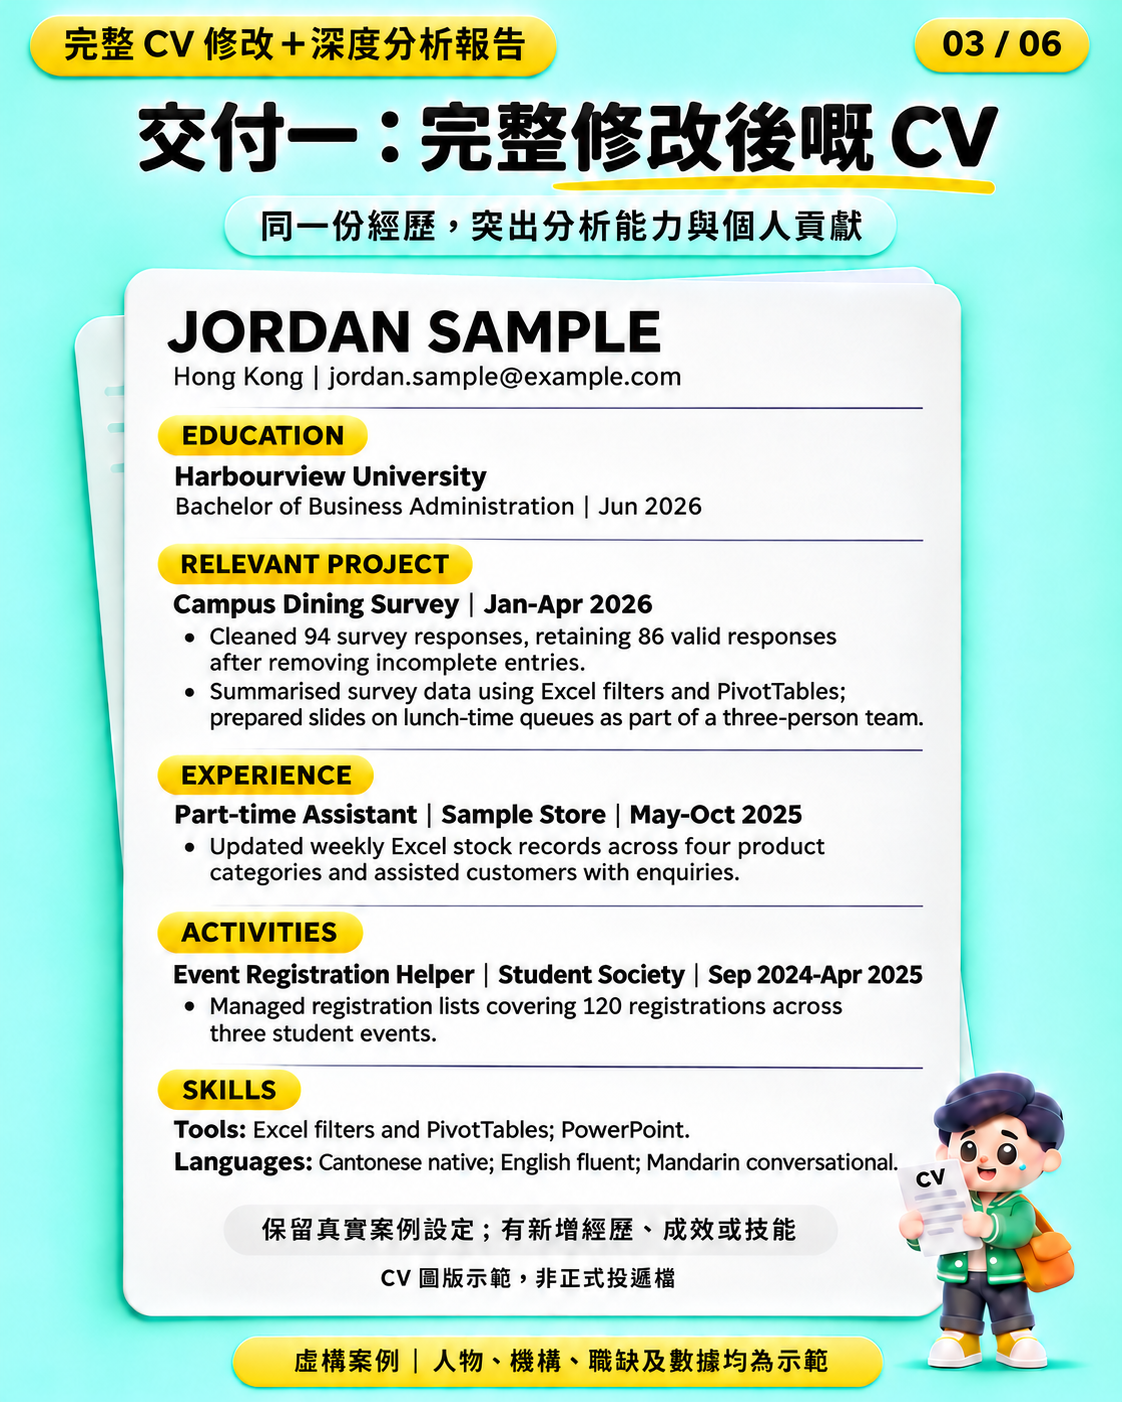 完整 CV 修改＋深度分析報告
03 / 06
交付一：完整修改後嘅 CV
同一份經歷，突出分析能力與個人貢獻
JORDAN SAMPLE
Hong Kong | jordan.sample@example.com
EDUCATION
Harbourview University
Bachelor of Business Administration | Jun 2026
RELEVANT PROJECT
Campus Dining Survey | Jan-Apr 2026
• Cleaned 94 survey responses, retaining 86 valid responses
after removing incomplete entries.
• Summarised survey data using Excel filters and PivotTables;
prepared slides on lunch-time queues as part of a three-person team.
EXPERIENCE
Part-time Assistant | Sample Store | May-Oct 2025
• Updated weekly Excel stock records across four product
categories and assisted customers with enquiries.
ACTIVITIES
Event Registration Helper | Student Society | Sep 2024-Apr 2025
• Managed registration lists covering 120 registrations across
three student events.
SKILLS
Tools: Excel filters and PivotTables; PowerPoint.
Languages: Cantonese native; English fluent; Mandarin conversational.
CV
保留真實案例設定；有新增經歷、成效或技能
CV 圖版示範，非正式投遞檔
虛構案例｜人物、機構、職缺及數據均為示範